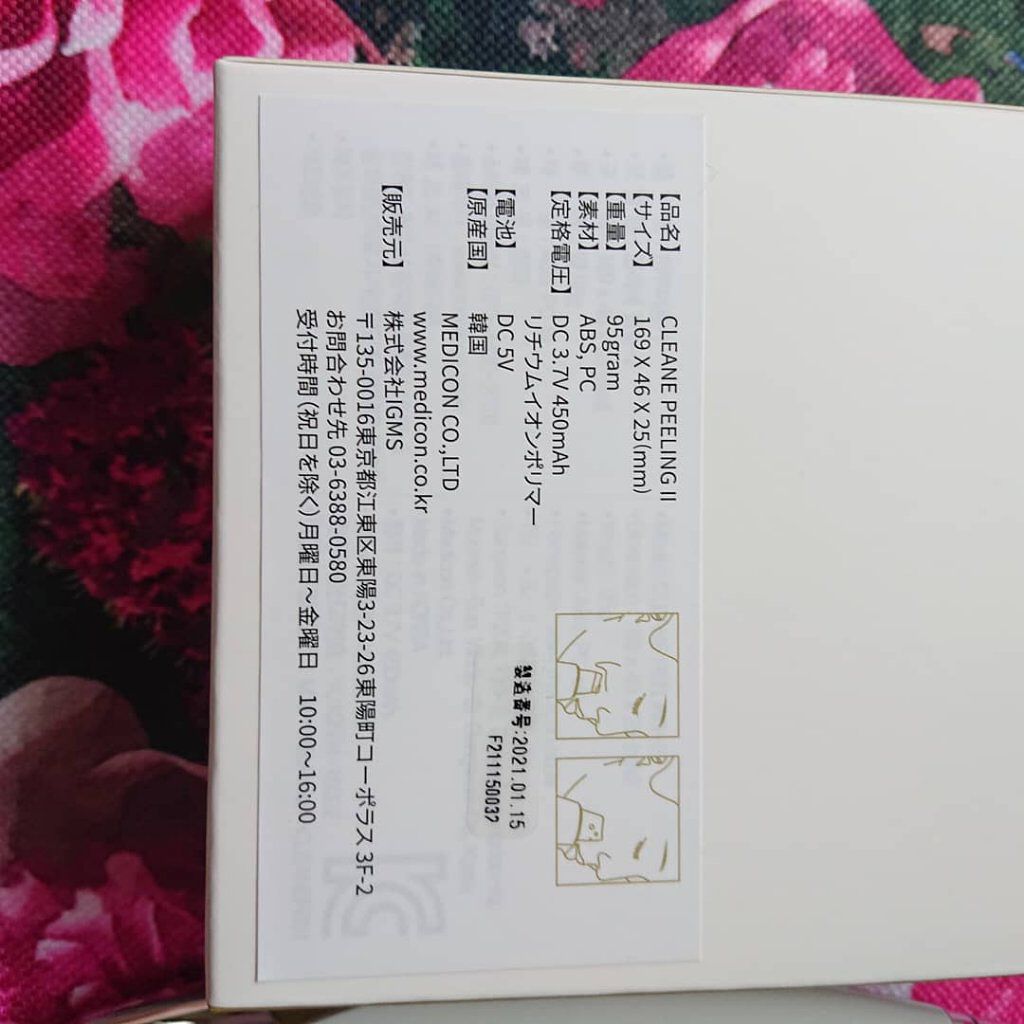 【品名】 CLEANE PEELING II
【サイズ】 169 X 46 X 25(mm)
【重量】 95gram
【素材】 ABS, PC
【定格電圧】 DC 3.7V 450mAh
リチウムイオンポリマー
【電池】 DC 5V
【原産国】 韓国
MEDICON CO.,LTD
www.medicon.co.kr
【販売元】 株式会社IGMS
〒135-0016東京都江東区東陽3-23-26東陽町コーポラス 3F-2
お問合わせ先 03-6388-0580
受付時間(祝日を除く)月曜日〜金曜日 10:00〜16:00
製造番号:2021.01.15
F211150032